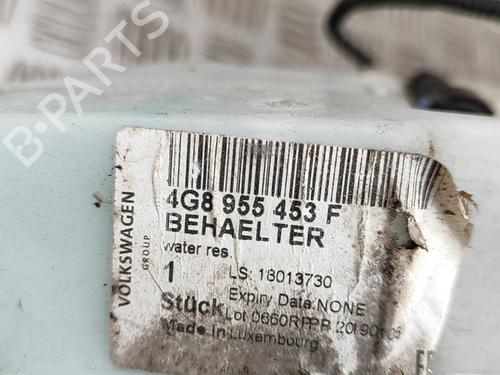 B-PARTS
VOLKSWAGEN
GROUP
4G8 955 453 F
BEHAELTER
water res.
1
LS: 18013730
Expiry Date:NONE
Stück
Lot
Made in Luxembourg